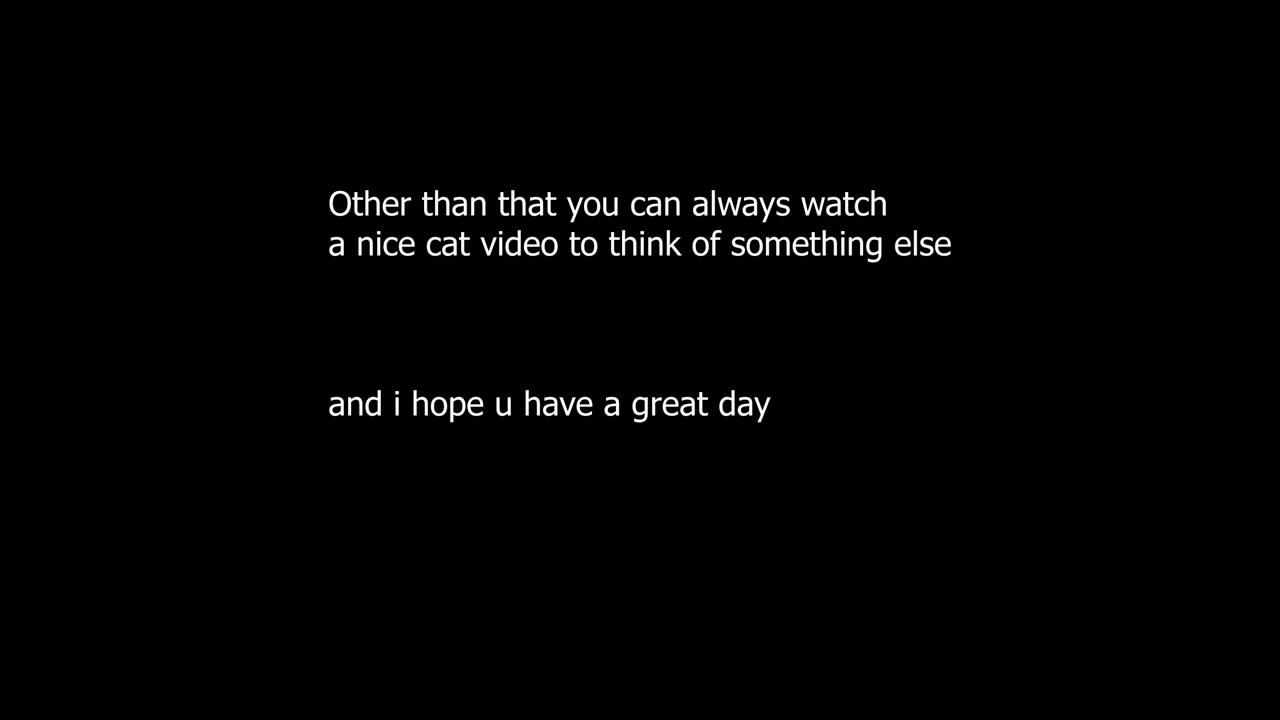 Other than that you can always watch
a nice cat video to think of something else
and i hope u have a great day